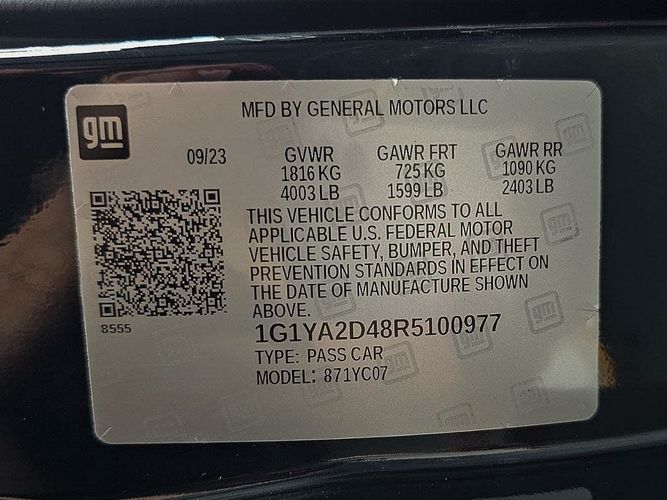 gm
MFD BY GENERAL MOTORS LLC
09/23 GVWR GAWR FRT GAWR RR
1816 KG 725 KG 1090 KG
4003 LB 1599 LB 2403 LB
THIS VEHICLE CONFORMS TO ALL
APPLICABLE U.S. FEDERAL MOTOR
VEHICLE SAFETY, BUMPER, AND THEFT
PREVENTION STANDARDS IN EFFECT ON
THE DATE OF MANUFACTURE SHOWN
ABOVE.
8555
1G1YA2D48R5100977
TYPE: PASS CAR
MODEL: 871YC07